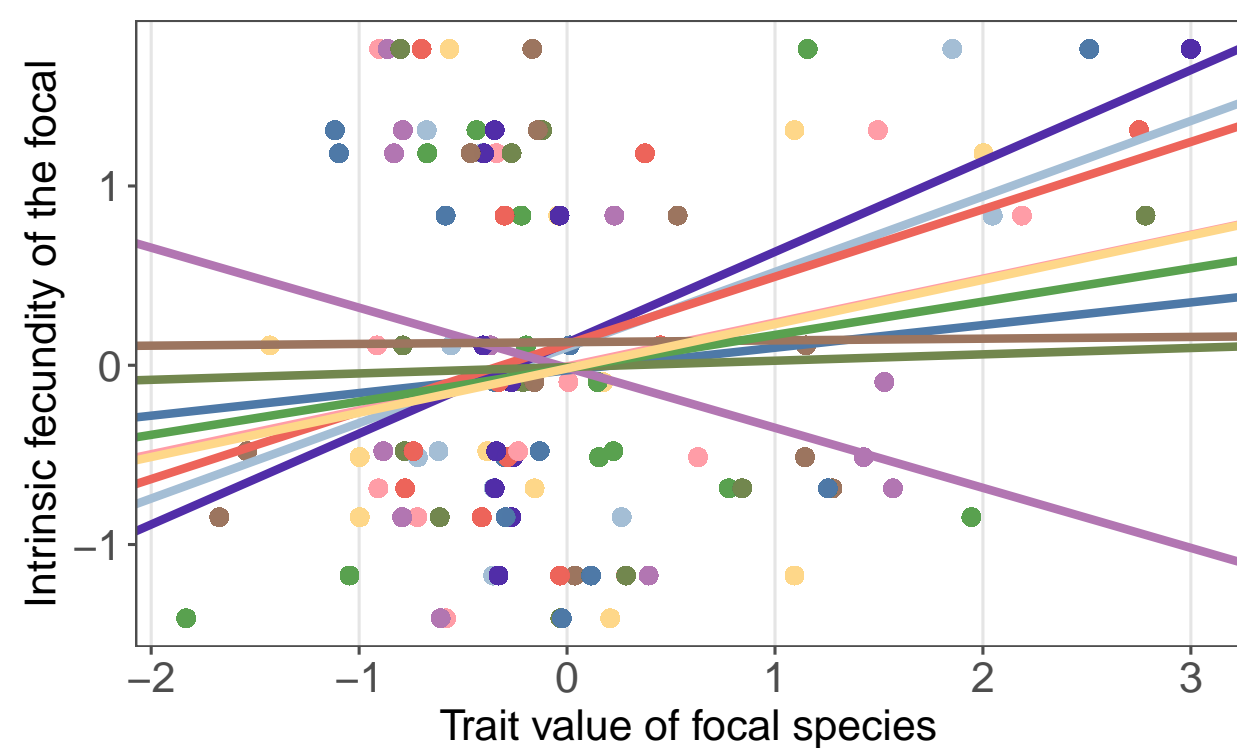 Intrinsic fecundity of the focal
1
0
−1
−2 −1 0 1 2 3
Trait value of focal species